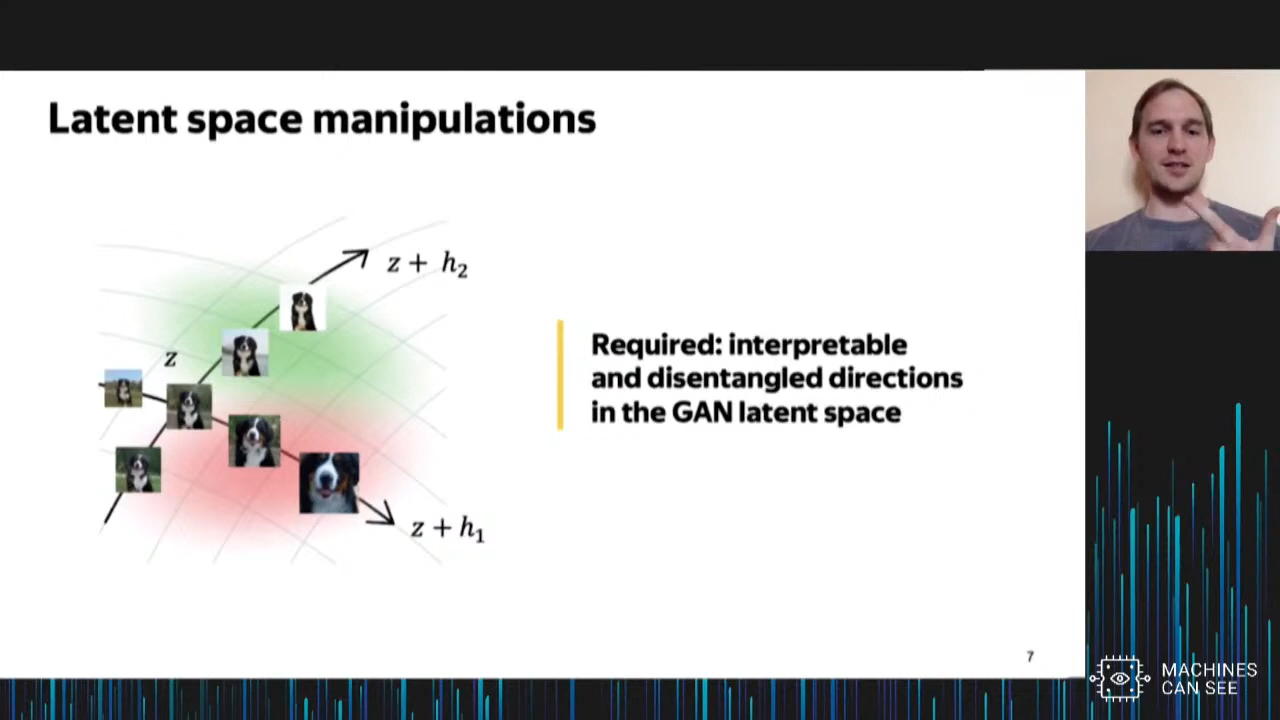 Latent space manipulations
z + h₂
z
Required: interpretable
and disentangled directions
in the GAN latent space
z + h₁
7
MACHINES
CAN SEE